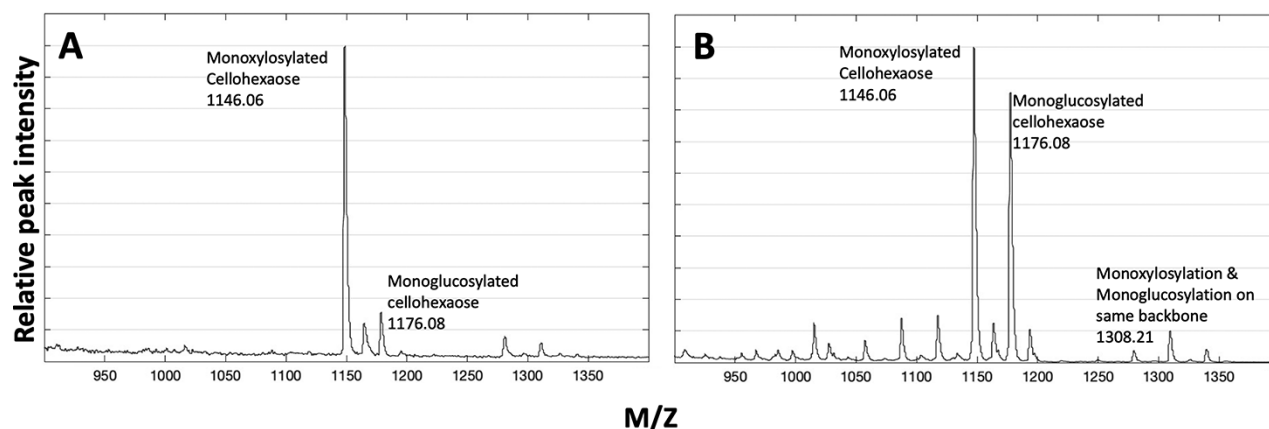 A
Monoxylosylated
Cellohexaose
1146.06
Monoglucosylated
cellohexaose
1176.08
Relative peak intensity
950 1000 1050 1100 1150 1200 1250 1300 1350
B
Monoxylosylated
Cellohexaose
1146.06
Monoglucosylated
cellohexaose
1176.08
Monoxylosylation &
Monoglucosylation on
same backbone
1308.21
950 1000 1050 1100 1150 1200 1250 1300 1350
M/Z